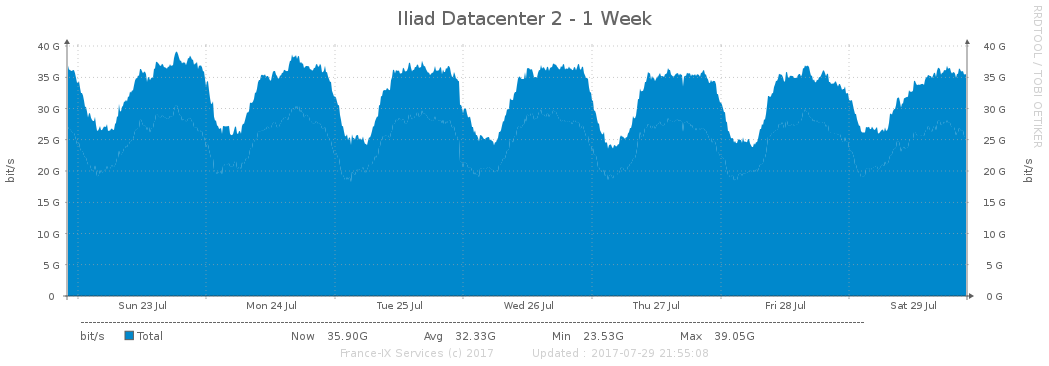 Iliad Datacenter 2 - 1 Week
RRDTOOL / TOBI OETIKER
40 G 40 G
35 G 35 G
30 G 30 G
25 G 25 G
20 G 20 G
15 G 15 G
10 G 10 G
5 G 5 G
0 0 G
bit/s bit/s
Sun 23 Jul Mon 24 Jul Tue 25 Jul Wed 26 Jul Thu 27 Jul Fri 28 Jul Sat 29 Jul
bit/s Total Now 35.90G Avg 32.33G Min 23.53G Max 39.05G
France-IX Services (c) 2017 Updated : 2017-07-29 21:55:08